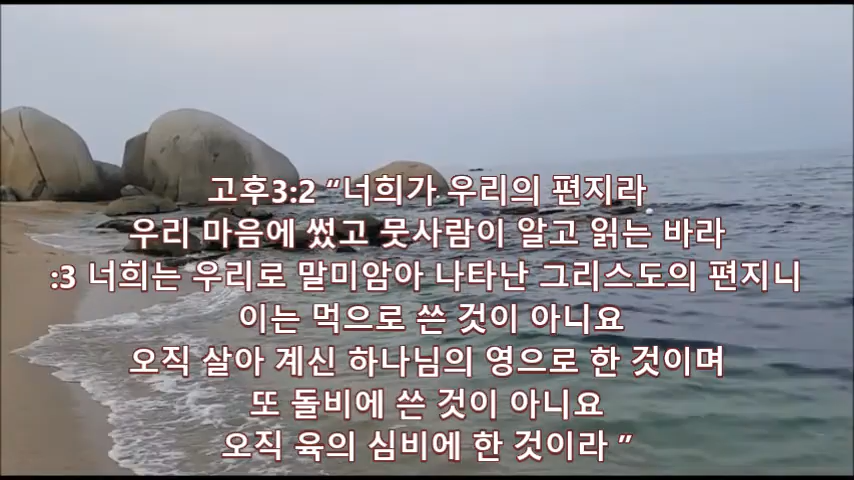 고후3:2 “너희가 우리의 편지라
우리 마음에 썼고 뭇사람이 알고 읽는 바라
:3 너희는 우리로 말미암아 나타난 그리스도의 편지니
이는 먹으로 쓴 것이 아니요
오직 살아 계신 하나님의 영으로 한 것이며
또 돌비에 쓴 것이 아니요
오직 육의 심비에 한 것이라 ”